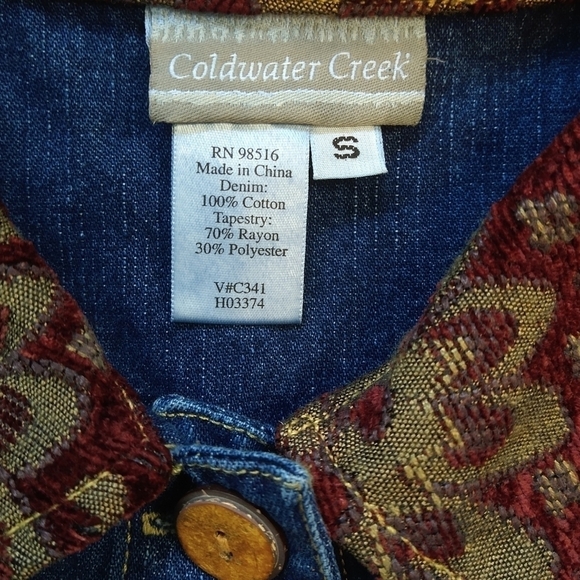 Coldwater Creek
S
RN 98516
Made in China
Denim:
100% Cotton
Tapestry:
70% Rayon
30% Polyester
V#C341
H03374